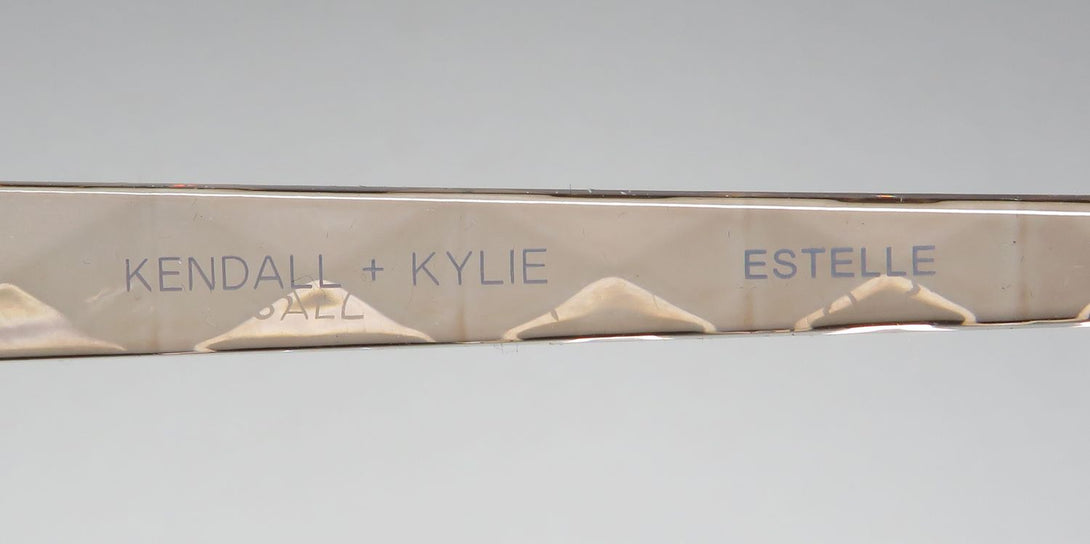 KENDALL + KYLIE ESTELLE